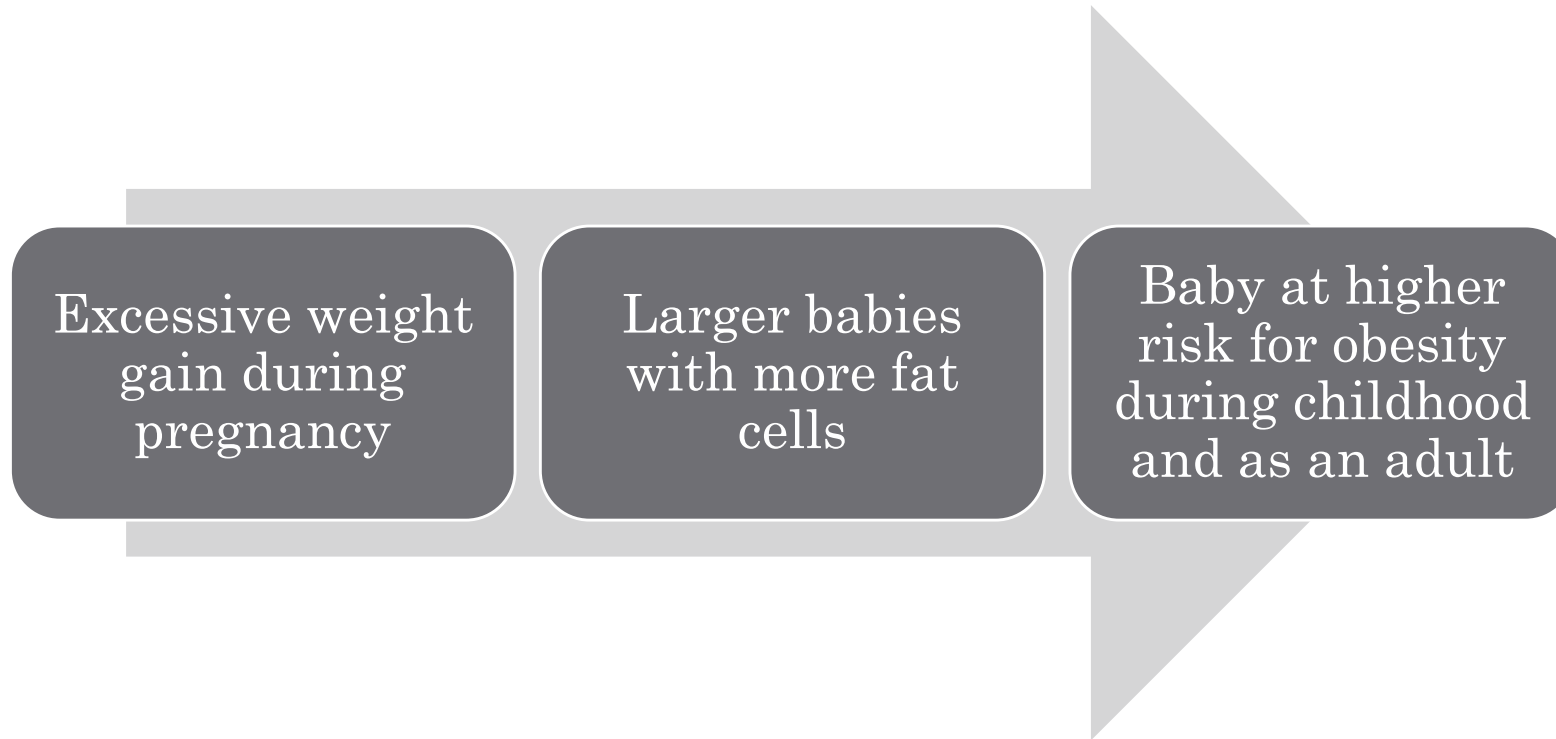 Excessive weight
gain during
pregnancy
Larger babies
with more fat
cells
Baby at higher
risk for obesity
during childhood
and as an adult